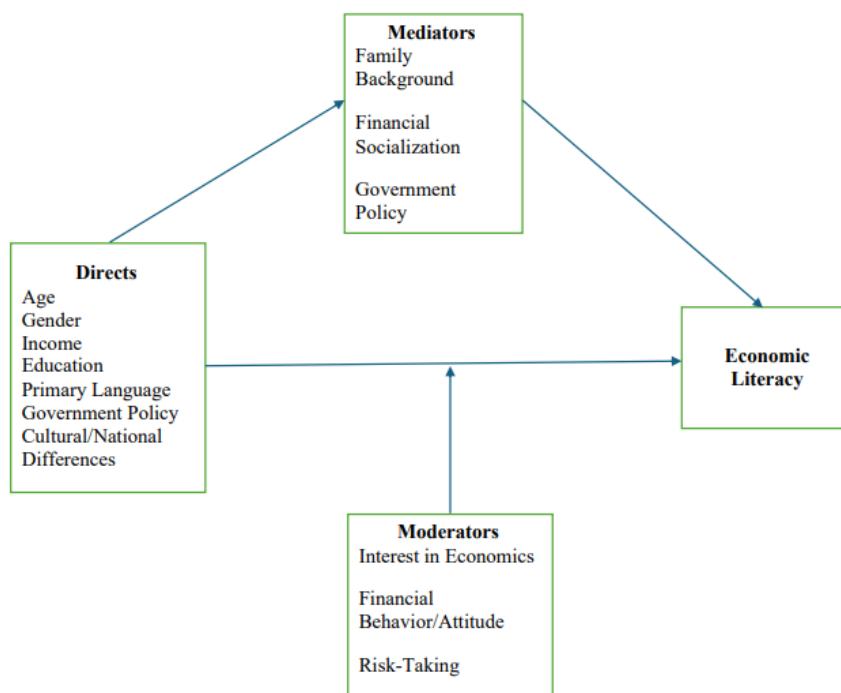 Mediators
Family
Background
Financial
Socialization
Government
Policy
Directs
Age
Gender
Income
Education
Primary Language
Government Policy
Cultural/National
Differences
Economic
Literacy
Moderators
Interest in Economics
Financial
Behavior/Attitude
Risk-Taking